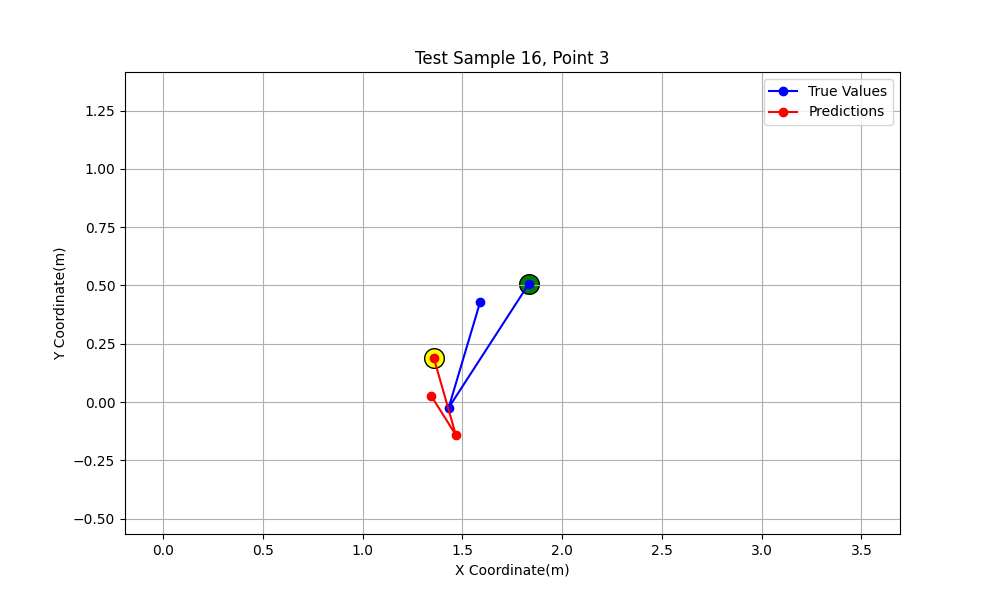 Test Sample 16, Point 3
True Values
Predictions
Y Coordinate(m)
1.25
1.00
0.75
0.50
0.25
0.00
−0.25
−0.50
0.0 0.5 1.0 1.5 2.0 2.5 3.0 3.5
X Coordinate(m)